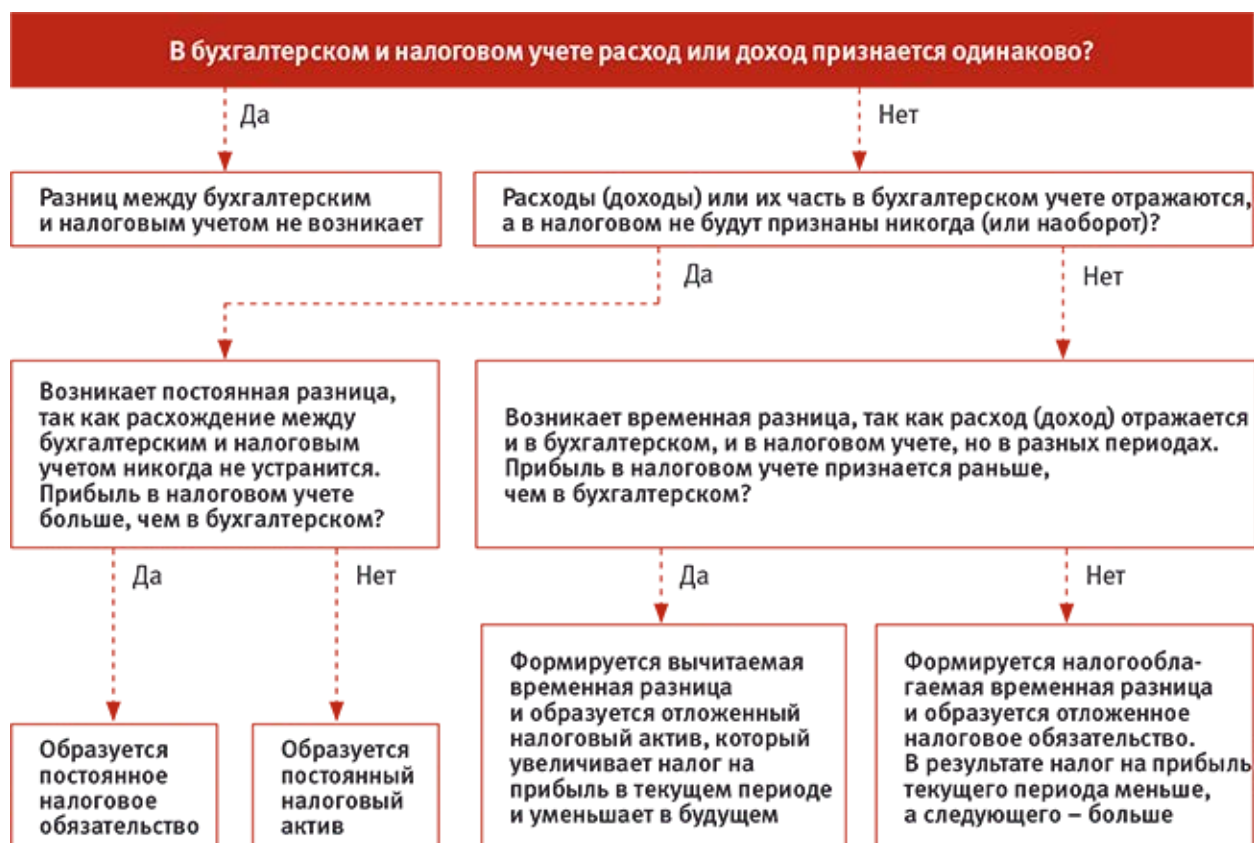 В бухгалтерском и налоговом учете расход или доход признается одинаково?
Да
Нет
Разниц между бухгалтерским
и налоговым учетом не возникает
Расходы (доходы) или их часть в бухгалтерском учете отражаются,
а в налоговом не будут признаны никогда (или наоборот)?
Да
Нет
Возникает постоянная разница,
так как расхождение между
бухгалтерским и налоговым
учетом никогда не устранится.
Прибыль в налоговом учете
больше, чем в бухгалтерском?
Возникает временная разница, так как расход (доход) отражается
и в бухгалтерском, и в налоговом учете, но в разных периодах.
Прибыль в налоговом учете признается раньше,
чем в бухгалтерском?
Да
Нет
Да
Нет
Образуется
постоянное
налоговое
обязательство
Образуется
постоянный
налоговый
актив
Формируется вычитаемая
временная разница
и образуется отложенный
налоговый актив, который
увеличивает налог на
прибыль в текущем периоде
и уменьшает в будущем
Формируется налогообла-
гаемая временная разница
и образуется отложенное
налоговое обязательство.
В результате налог на прибыль
текущего периода меньше,
а следующего – больше